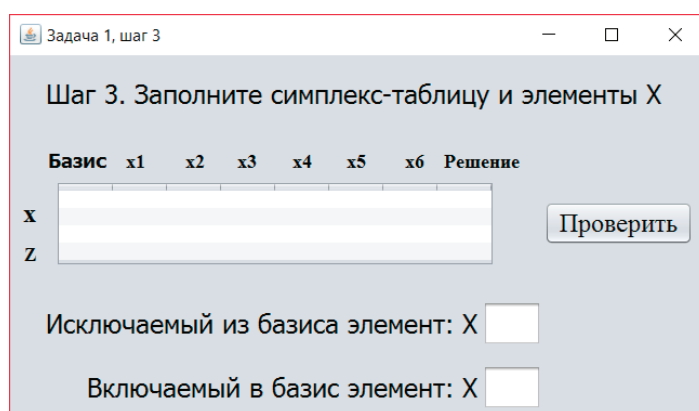 Задача 1, шаг 3
Шаг 3. Заполните симплекс-таблицу и элементы X
Базис x1 x2 x3 x4 x5 x6 Решение
X
Проверить
Z
Исключаемый из базиса элемент: X
Включаемый в базис элемент: X